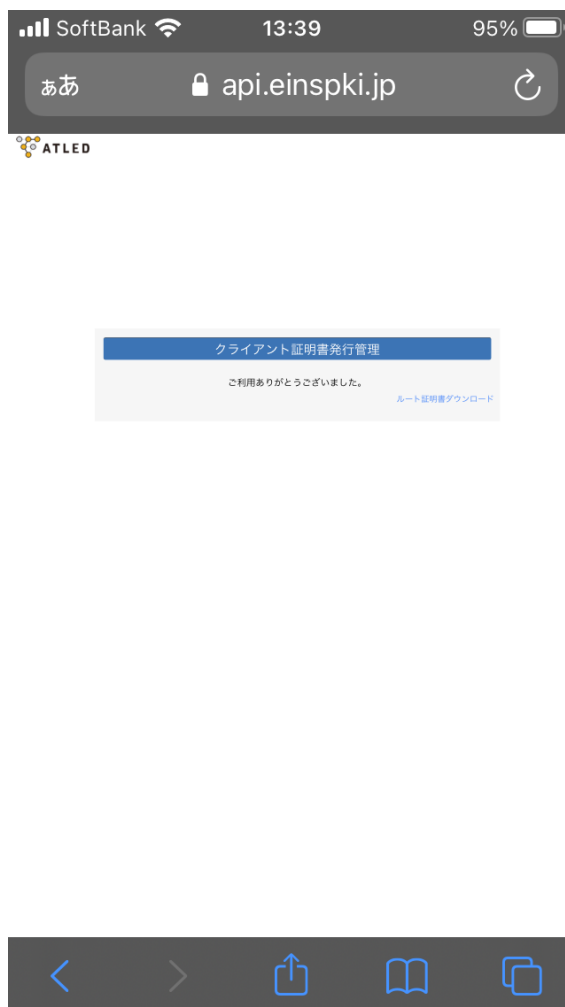 SoftBank 13:39 95%
ぁあ api.einspki.jp
ATLED
クライアント証明書発行管理
ご利用ありがとうございました。
ルート証明書ダウンロード